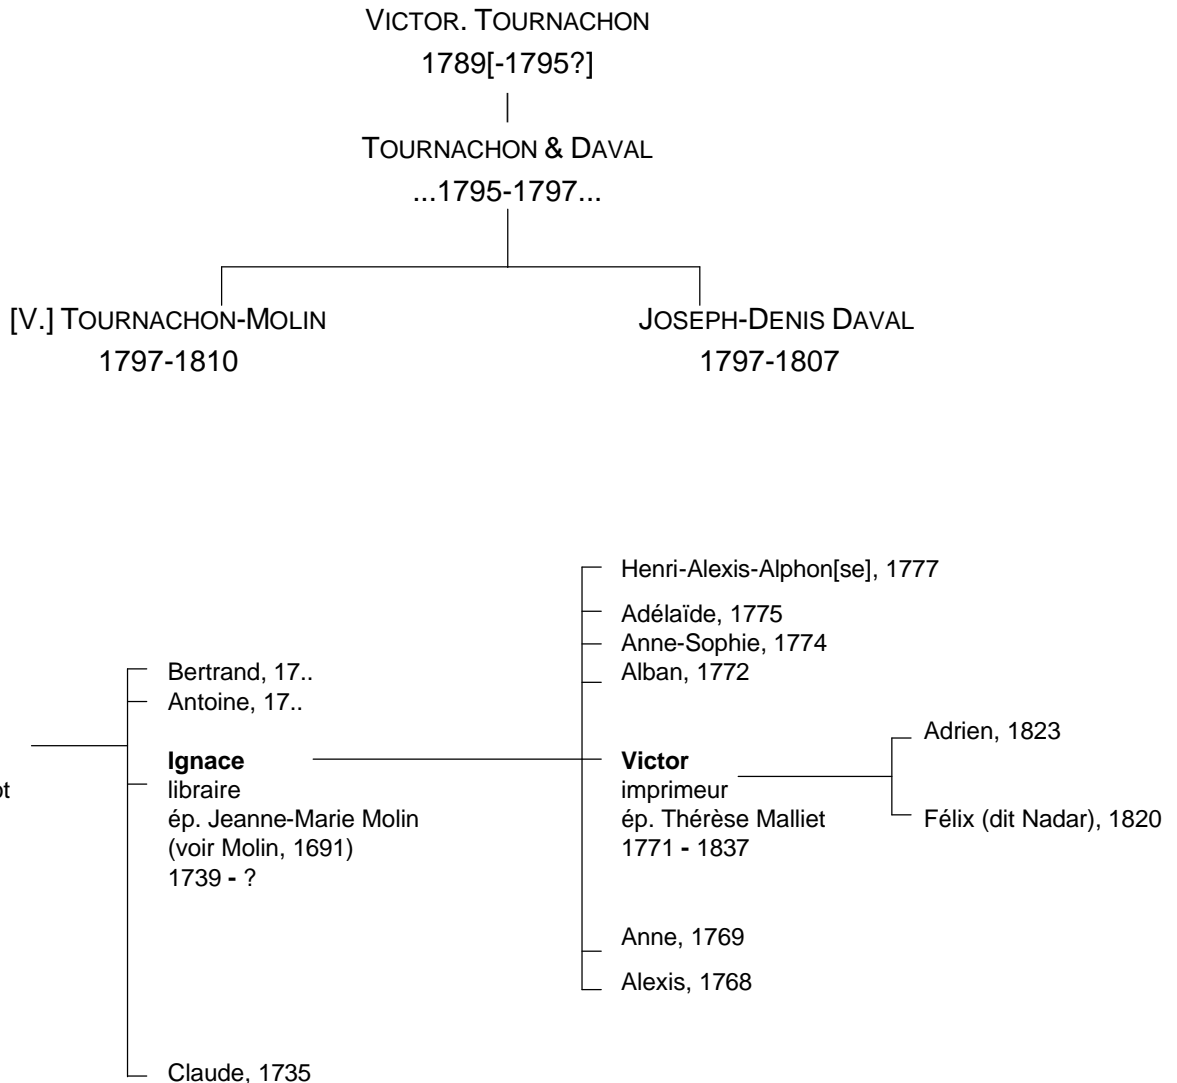 VICTOR. TOURNACHON
1789[-1795?]
TOURNACHON & DAVAL
...1795-1797...
[V.] TOURNACHON-MOLIN
1797-1810
JOSEPH-DENIS DAVAL
1797-1807
Henri-Alexis-Alphon[se], 1777
Adélaïde, 1775
Anne-Sophie, 1774
Alban, 1772
Bertrand, 17..
Antoine, 17..
Ignace
libraire
ép. Jeanne-Marie Molin
(voir Molin, 1691)
1739 - ?
Victor
imprimeur
ép. Thérèse Malliet
1771 - 1837
Adrien, 1823
Félix (dit Nadar), 1820
Anne, 1769
Alexis, 1768
Claude, 1735